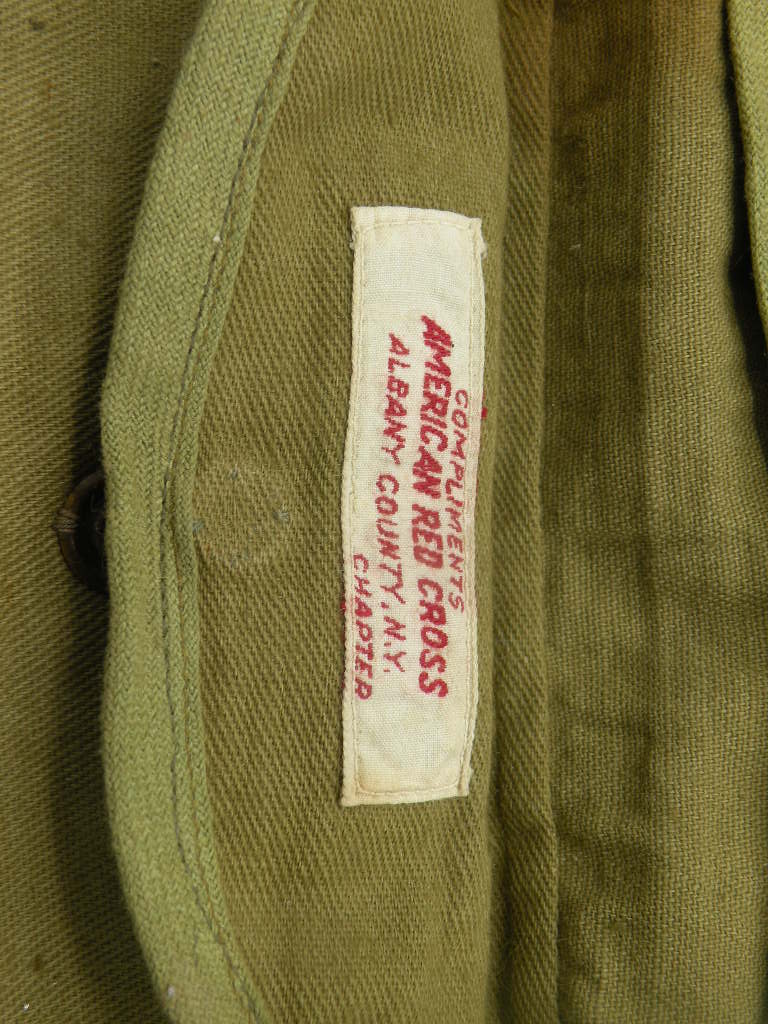 COMPLIMENTS
AMERICAN RED CROSS
ALBANY COUNTY, N.Y.
CHAPTER